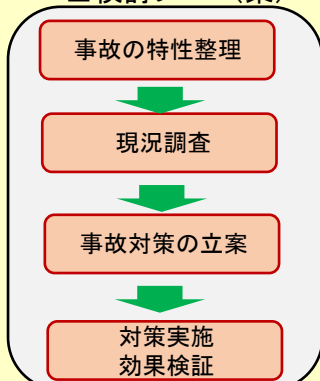 事故の特性整理
現況調査
事故対策の立案
対策実施
効果検証